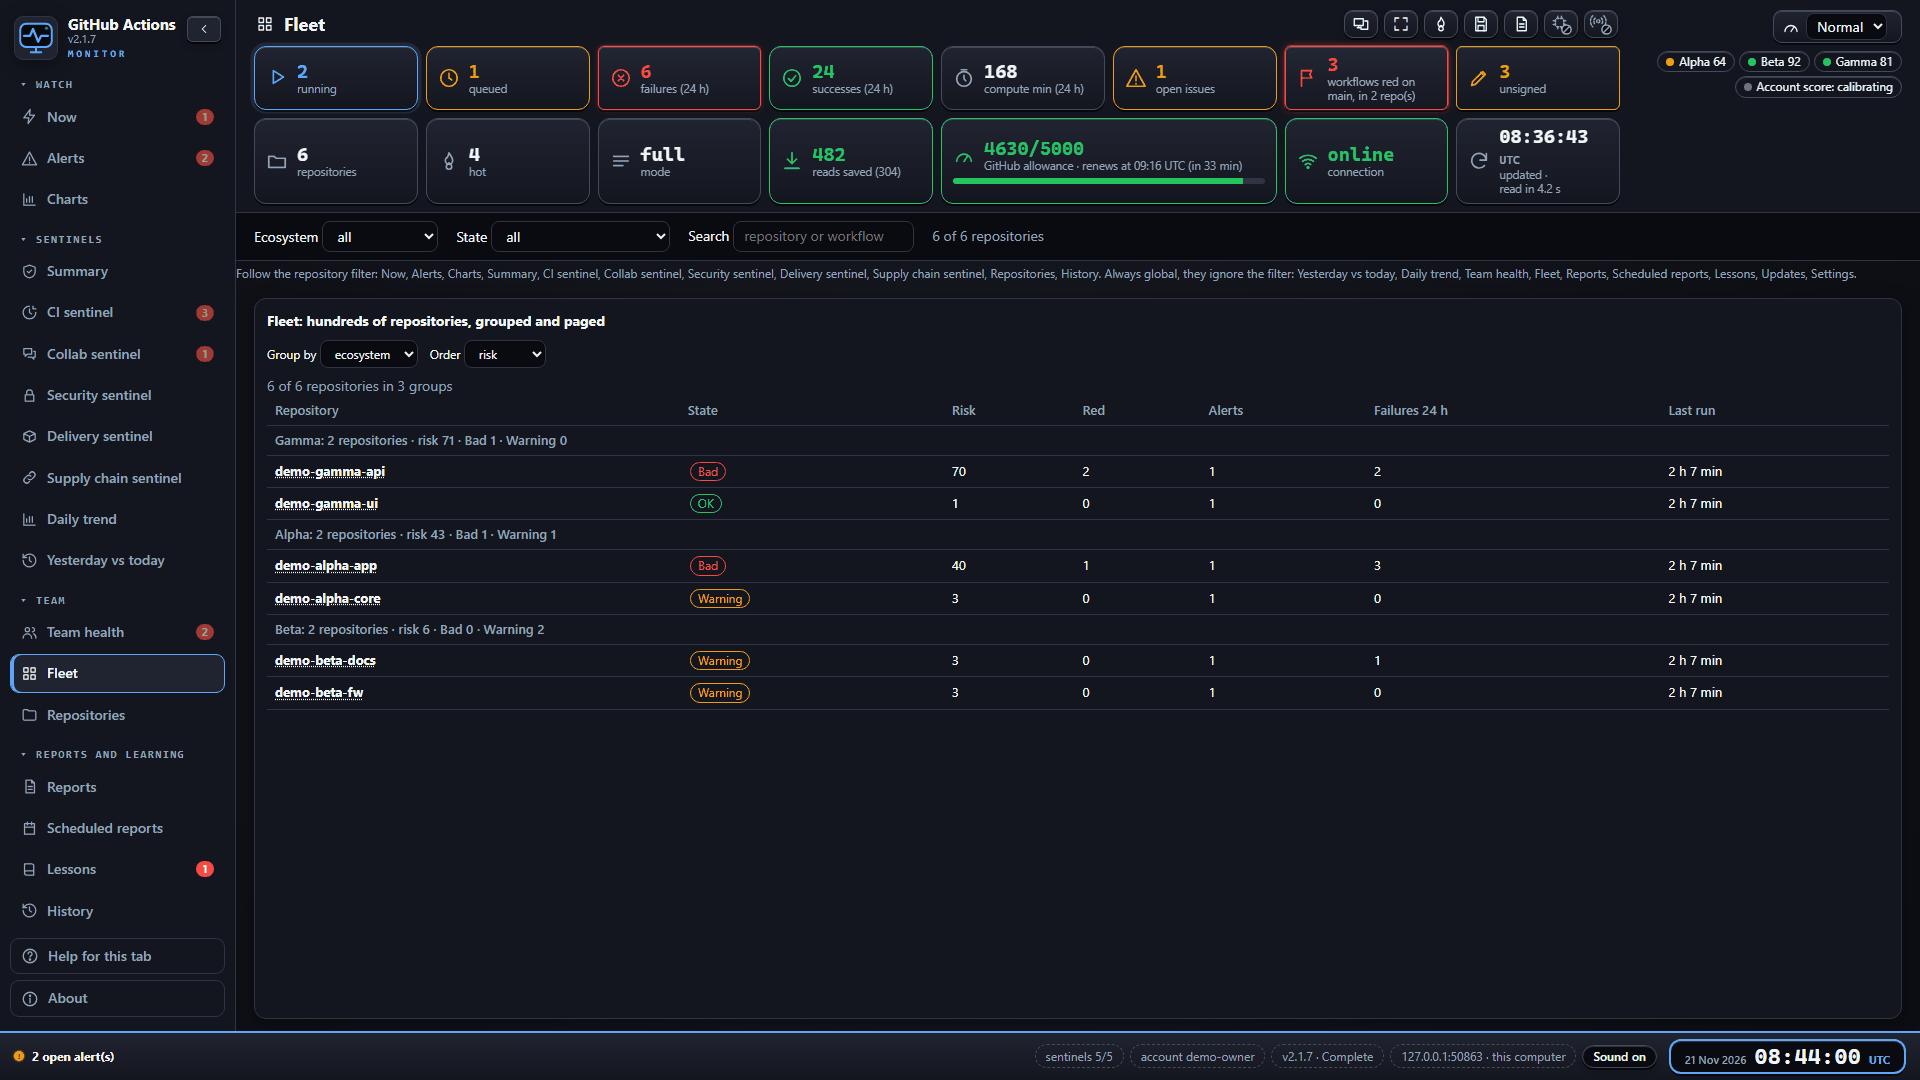 GitHub Actions
v2.1.7
MONITOR
WATCH
Now 1
Alerts 2
Charts
SENTINELS
Summary
CI sentinel 3
Collab sentinel 1
Security sentinel
Delivery sentinel
Supply chain sentinel
Daily trend
Yesterday vs today
TEAM
Team health 2
Fleet
Repositories
REPORTS AND LEARNING
Reports
Scheduled reports
Lessons 1
History
Help for this tab
About
Fleet
Normal
2
running
1
queued
6
failures (24 h)
24
successes (24 h)
168
compute min (24 h)
1
open issues
3
workflows red on
main, in 2 repo(s)
3
unsigned
Alpha 64
Beta 92
Gamma 81
Account score: calibrating
6
repositories
4
hot
full
mode
482
reads saved (304)
4630/5000
GitHub allowance · renews at 09:16 UTC (in 33 min)
online
connection
08:36:43
UTC
updated ·
read in 4.2 s
Ecosystem all State all Search repository or workflow 6 of 6 repositories
Follow the repository filter: Now, Alerts, Charts, Summary, CI sentinel, Collab sentinel, Security sentinel, Delivery sentinel, Supply chain sentinel, Repositories, History. Always global, they ignore the filter: Yesterday vs today, Daily trend, Team health, Fleet, Reports, Scheduled reports, Lessons, Updates, Settings.
Fleet: hundreds of repositories, grouped and paged
Group by ecosystem Order risk
6 of 6 repositories in 3 groups
Repository State Risk Red Alerts Failures 24 h Last run
Gamma: 2 repositories · risk 71 · Bad 1 · Warning 0
demo-gamma-api Bad 70 2 1 2 2 h 7 min
demo-gamma-ui OK 1 0 1 0 2 h 7 min
Alpha: 2 repositories · risk 43 · Bad 1 · Warning 1
demo-alpha-app Bad 40 1 1 3 2 h 7 min
demo-alpha-core Warning 3 0 1 0 2 h 7 min
Beta: 2 repositories · risk 6 · Bad 0 · Warning 2
demo-beta-docs Warning 3 0 1 1 2 h 7 min
demo-beta-fw Warning 3 0 1 0 2 h 7 min
2 open alert(s)
sentinels 5/5
account demo-owner
v2.1.7 · Complete
127.0.0.1:50863 · this computer
Sound on
21 Nov 2026 08:44:00 UTC